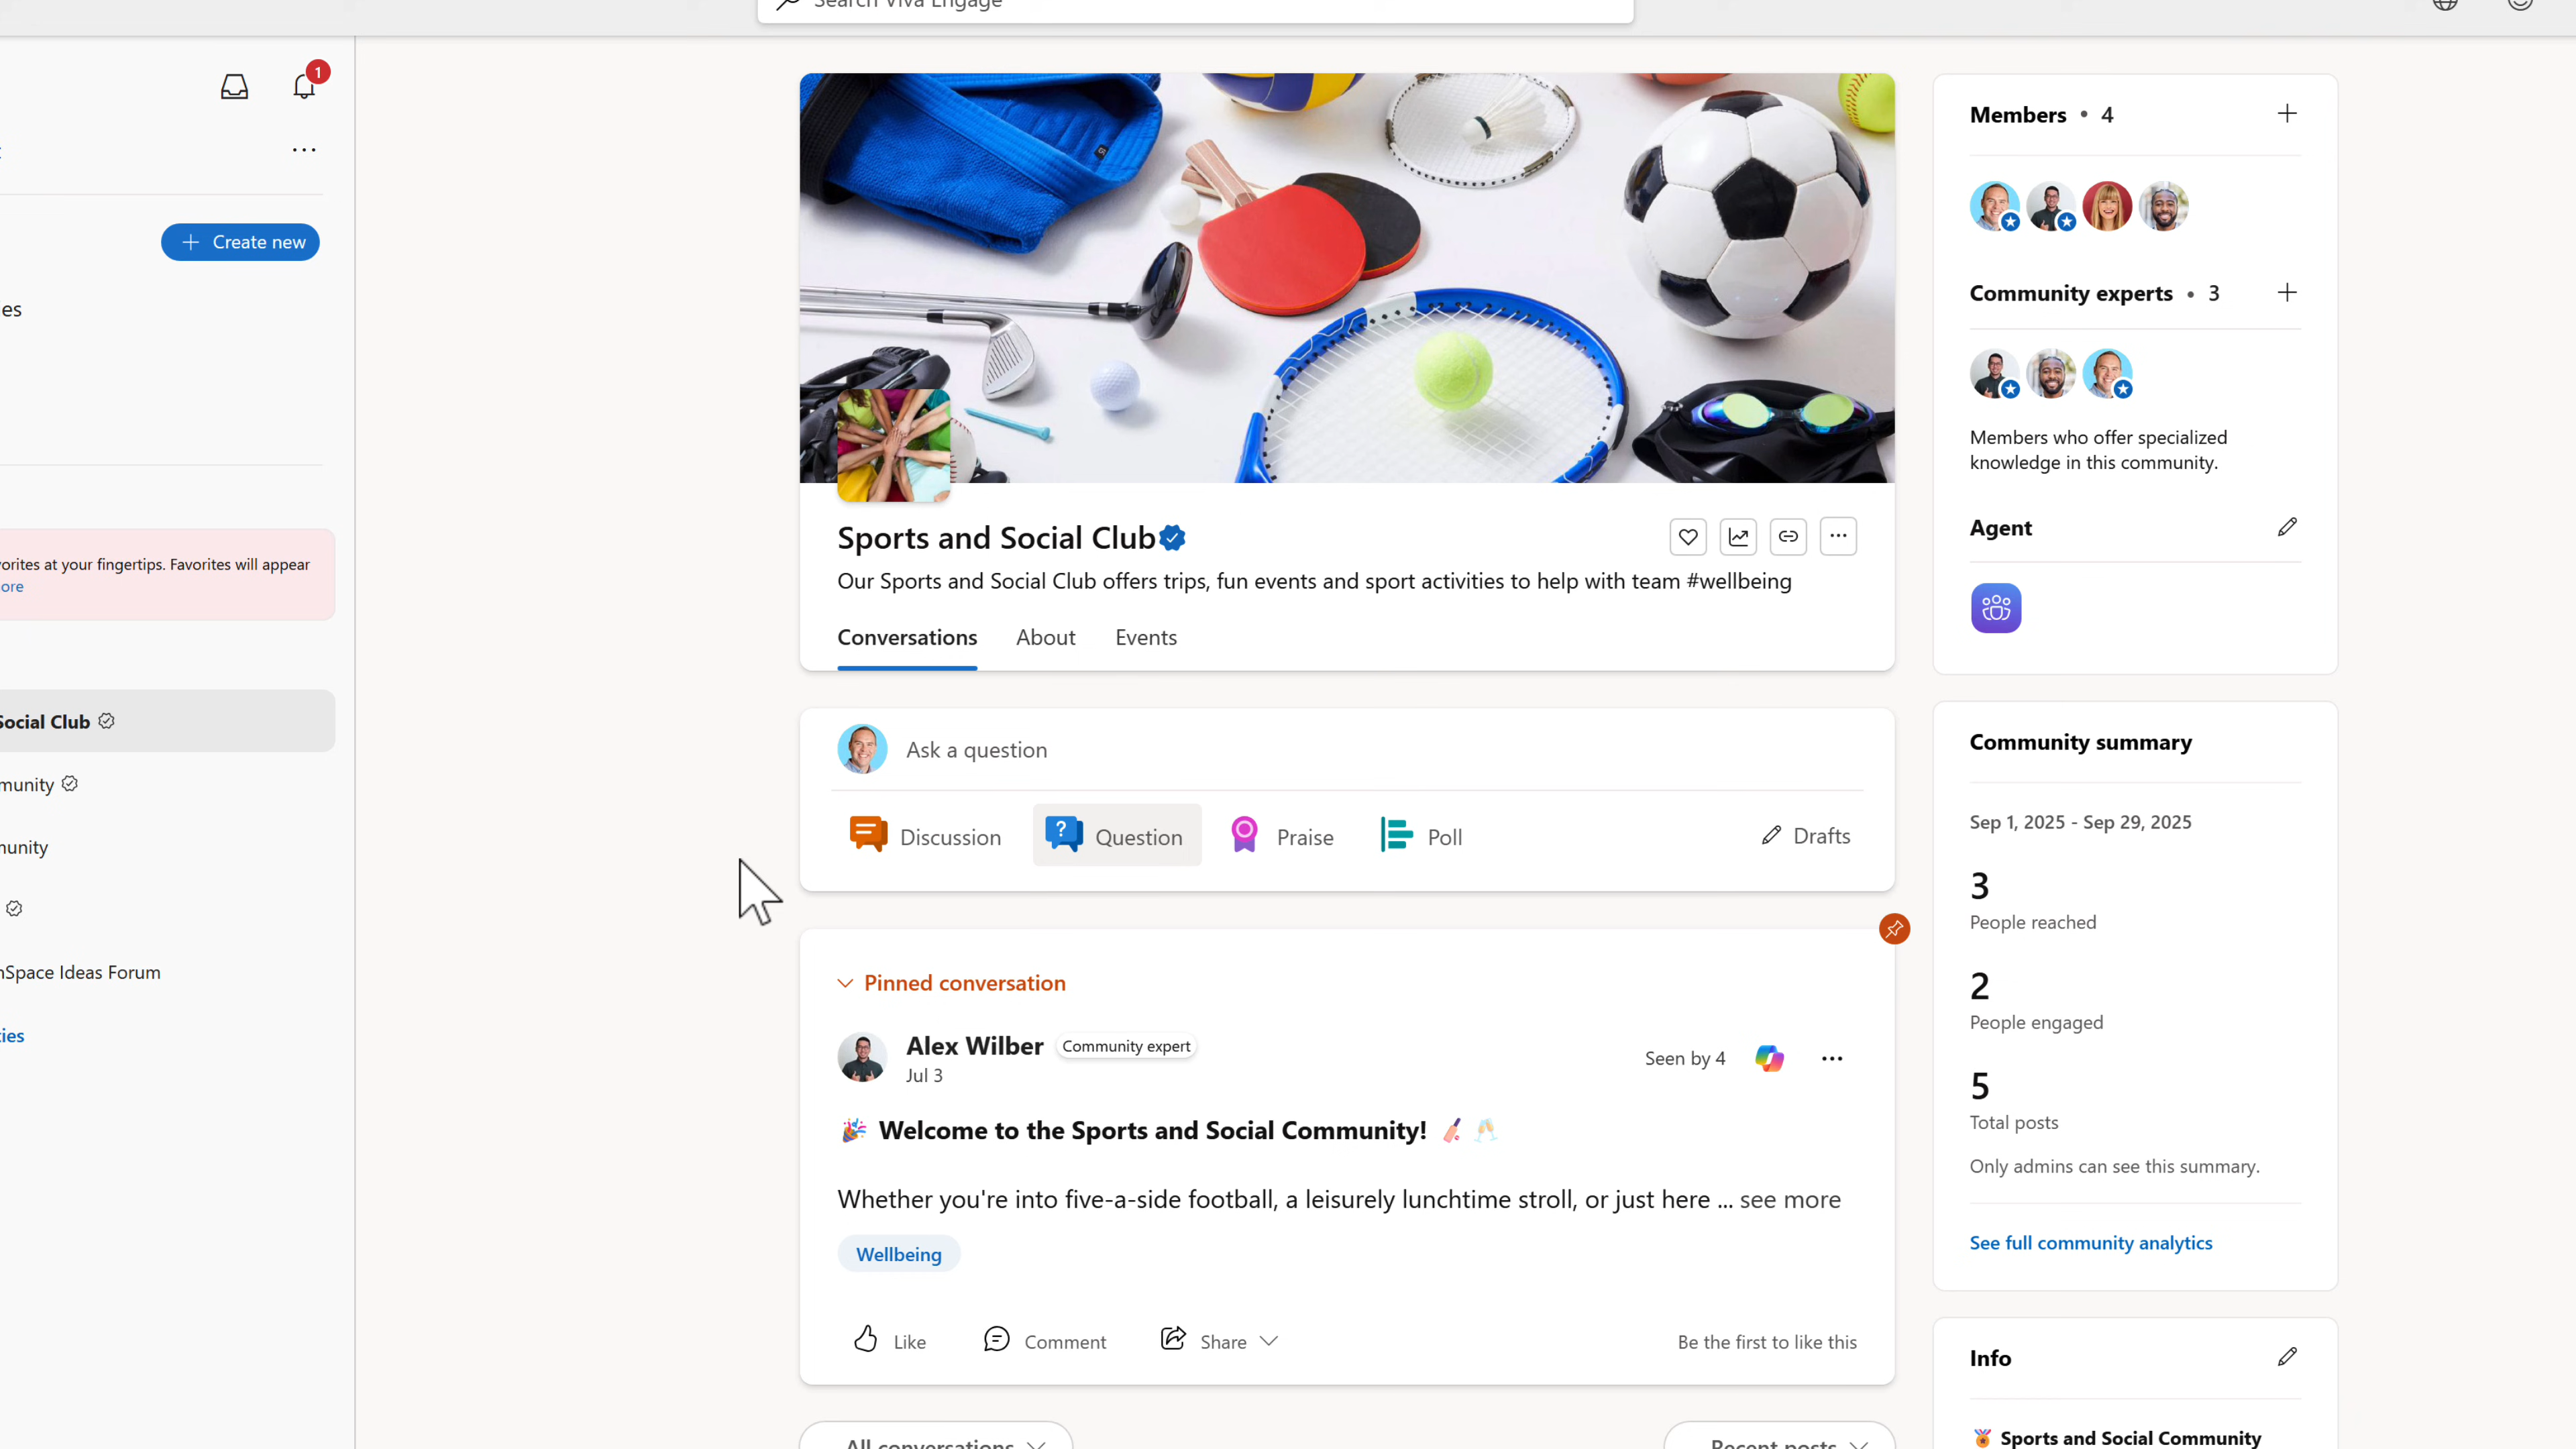 Search Viva Engage
1
Create new
es
orites at your fingertips. Favorites will appear
ore
Social Club
munity
nunity
nSpace Ideas Forum
ties
Sports and Social Club
Our Sports and Social Club offers trips, fun events and sport activities to help with team #wellbeing
Conversations About Events
Ask a question
Discussion Question Praise Poll Drafts
Pinned conversation
Alex Wilber Community expert
Jul 3
Seen by 4
🎉 Welcome to the Sports and Social Community! 🏏 🥂
Whether you're into five-a-side football, a leisurely lunchtime stroll, or just here ... see more
Wellbeing
Like Comment Share Be the first to like this
All conversations Recent posts
Members • 4
Community experts • 3
Members who offer specialized
knowledge in this community.
Agent
Community summary
Sep 1, 2025 - Sep 29, 2025
3
People reached
2
People engaged
5
Total posts
Only admins can see this summary.
See full community analytics
Info
🏅 Sports and Social Community